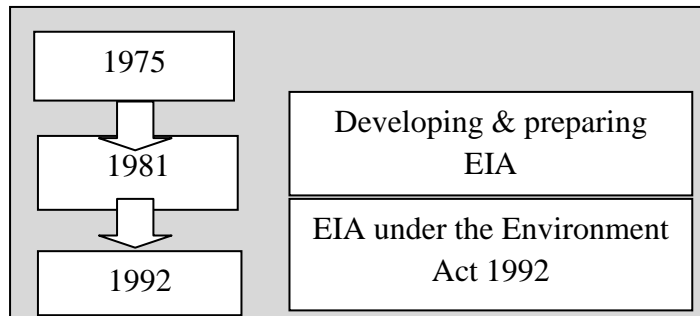 1975
1981
1992
Developing & preparing
EIA
EIA under the Environment
Act 1992